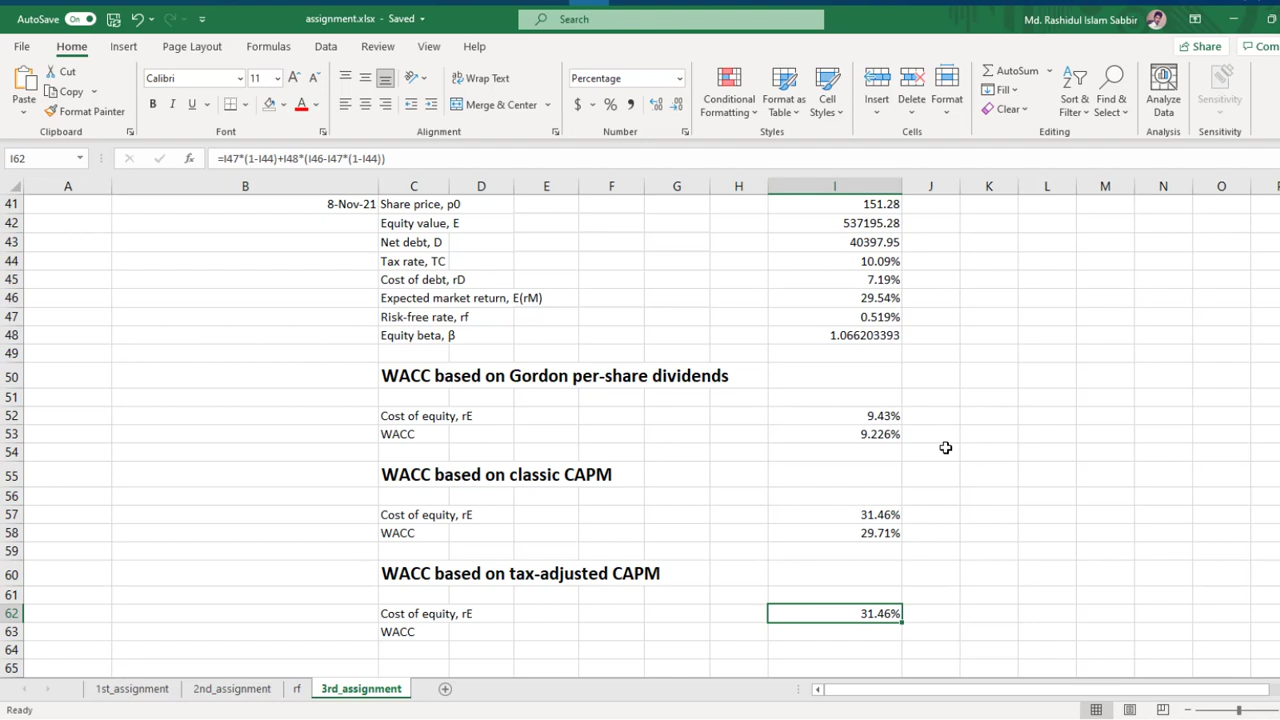 AutoSave On assignment.xlsx - Saved Search Md. Rashidul Islam Sabbir
File Home Insert Page Layout Formulas Data Review View Help Share Com
Paste Cut Copy Format Painter
Calibri 11
B I U A
Wrap Text
Merge & Center
Percentage
$ % ,
Conditional Formatting Format as Table Cell Styles
Insert Delete Format
AutoSum Fill Clear
Sort & Filter Find & Select
Analyze Data
Sensitivity
Clipboard Font Alignment Number Styles Cells Editing Analysis Sensitivity
I62 fx =I47*(1-I44)+I48*(I46-I47*(1-I44))
A B C D E F G H I J K L M N O
41 8-Nov-21 Share price, p0 151.28
42 Equity value, E 537195.28
43 Net debt, D 40397.95
44 Tax rate, TC 10.09%
45 Cost of debt, rD 7.19%
46 Expected market return, E(rM) 29.54%
47 Risk-free rate, rf 0.519%
48 Equity beta, β 1.066203393
49
50 WACC based on Gordon per-share dividends
51
52 Cost of equity, rE 9.43%
53 WACC 9.226%
54
55 WACC based on classic CAPM
56
57 Cost of equity, rE 31.46%
58 WACC 29.71%
59
60 WACC based on tax-adjusted CAPM
61
62 Cost of equity, rE 31.46%
63 WACC
64
65
1st_assignment 2nd_assignment rf 3rd_assignment
Ready